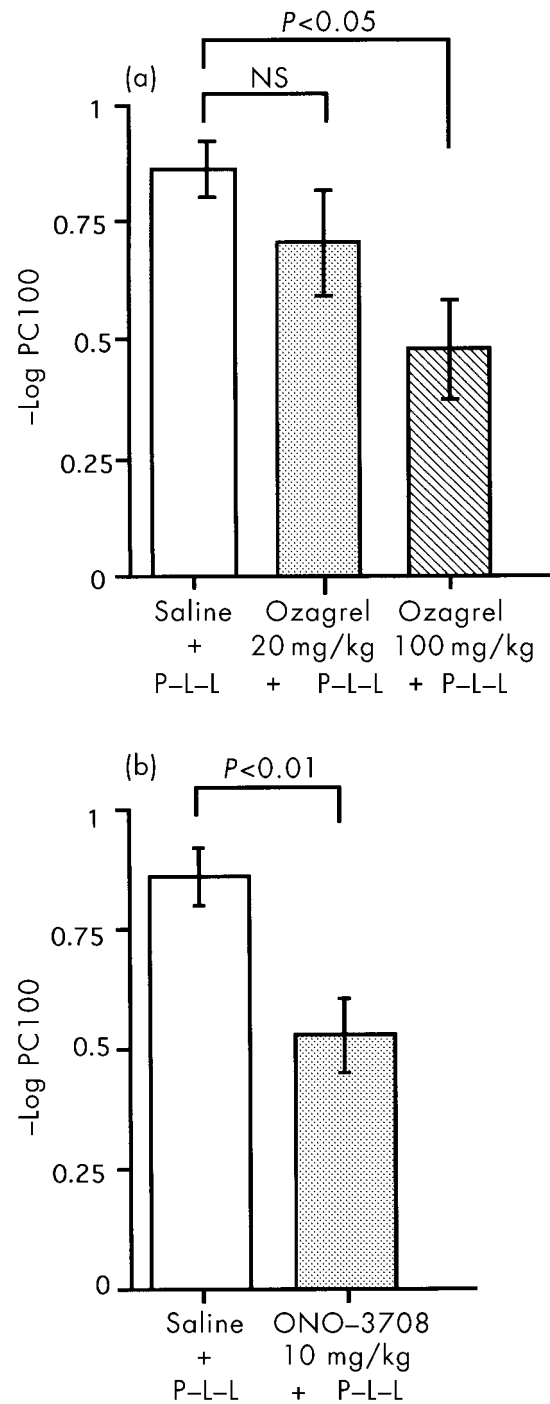 P<0.05
(a)
NS
1
0.75
0.5
0.25
0
–Log PC100
Saline Ozagrel Ozagrel
+ 20 mg/kg 100 mg/kg
P–L–L + P–L–L + P–L–L
(b)
P<0.01
1
0.75
0.5
0.25
0
–Log PC100
Saline ONO–3708
+ 10 mg/kg
P–L–L + P–L–L